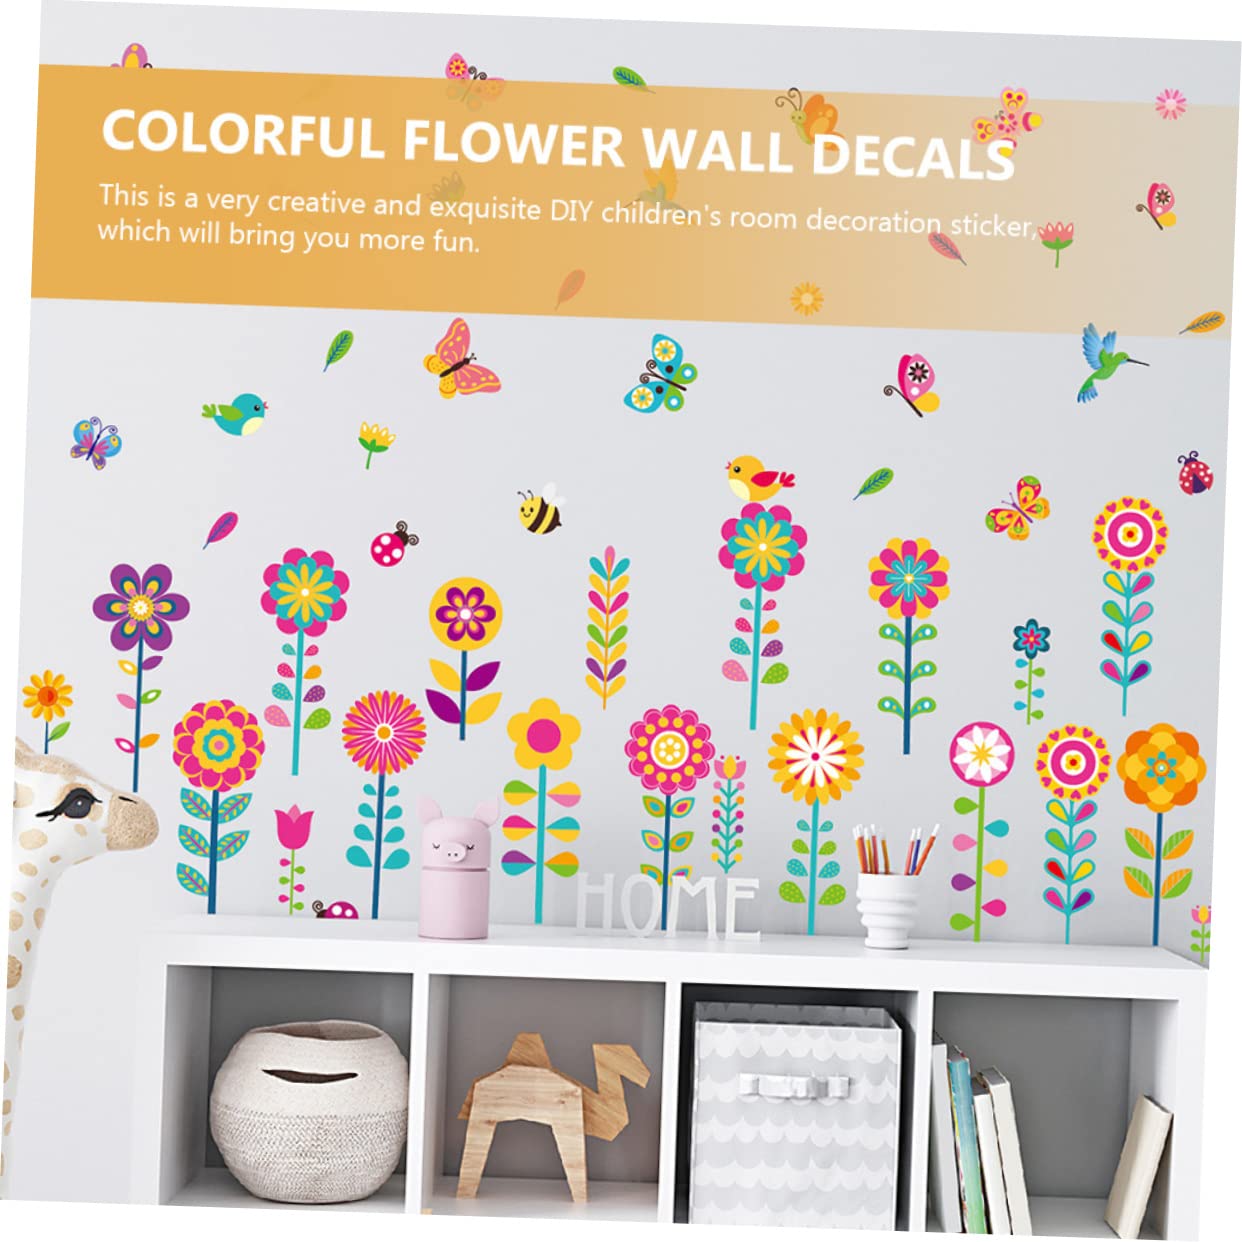 COLORFUL FLOWER WALL DECALS
This is a very creative and exquisite DIY children's room decoration sticker,
which will bring you more fun.
HOME